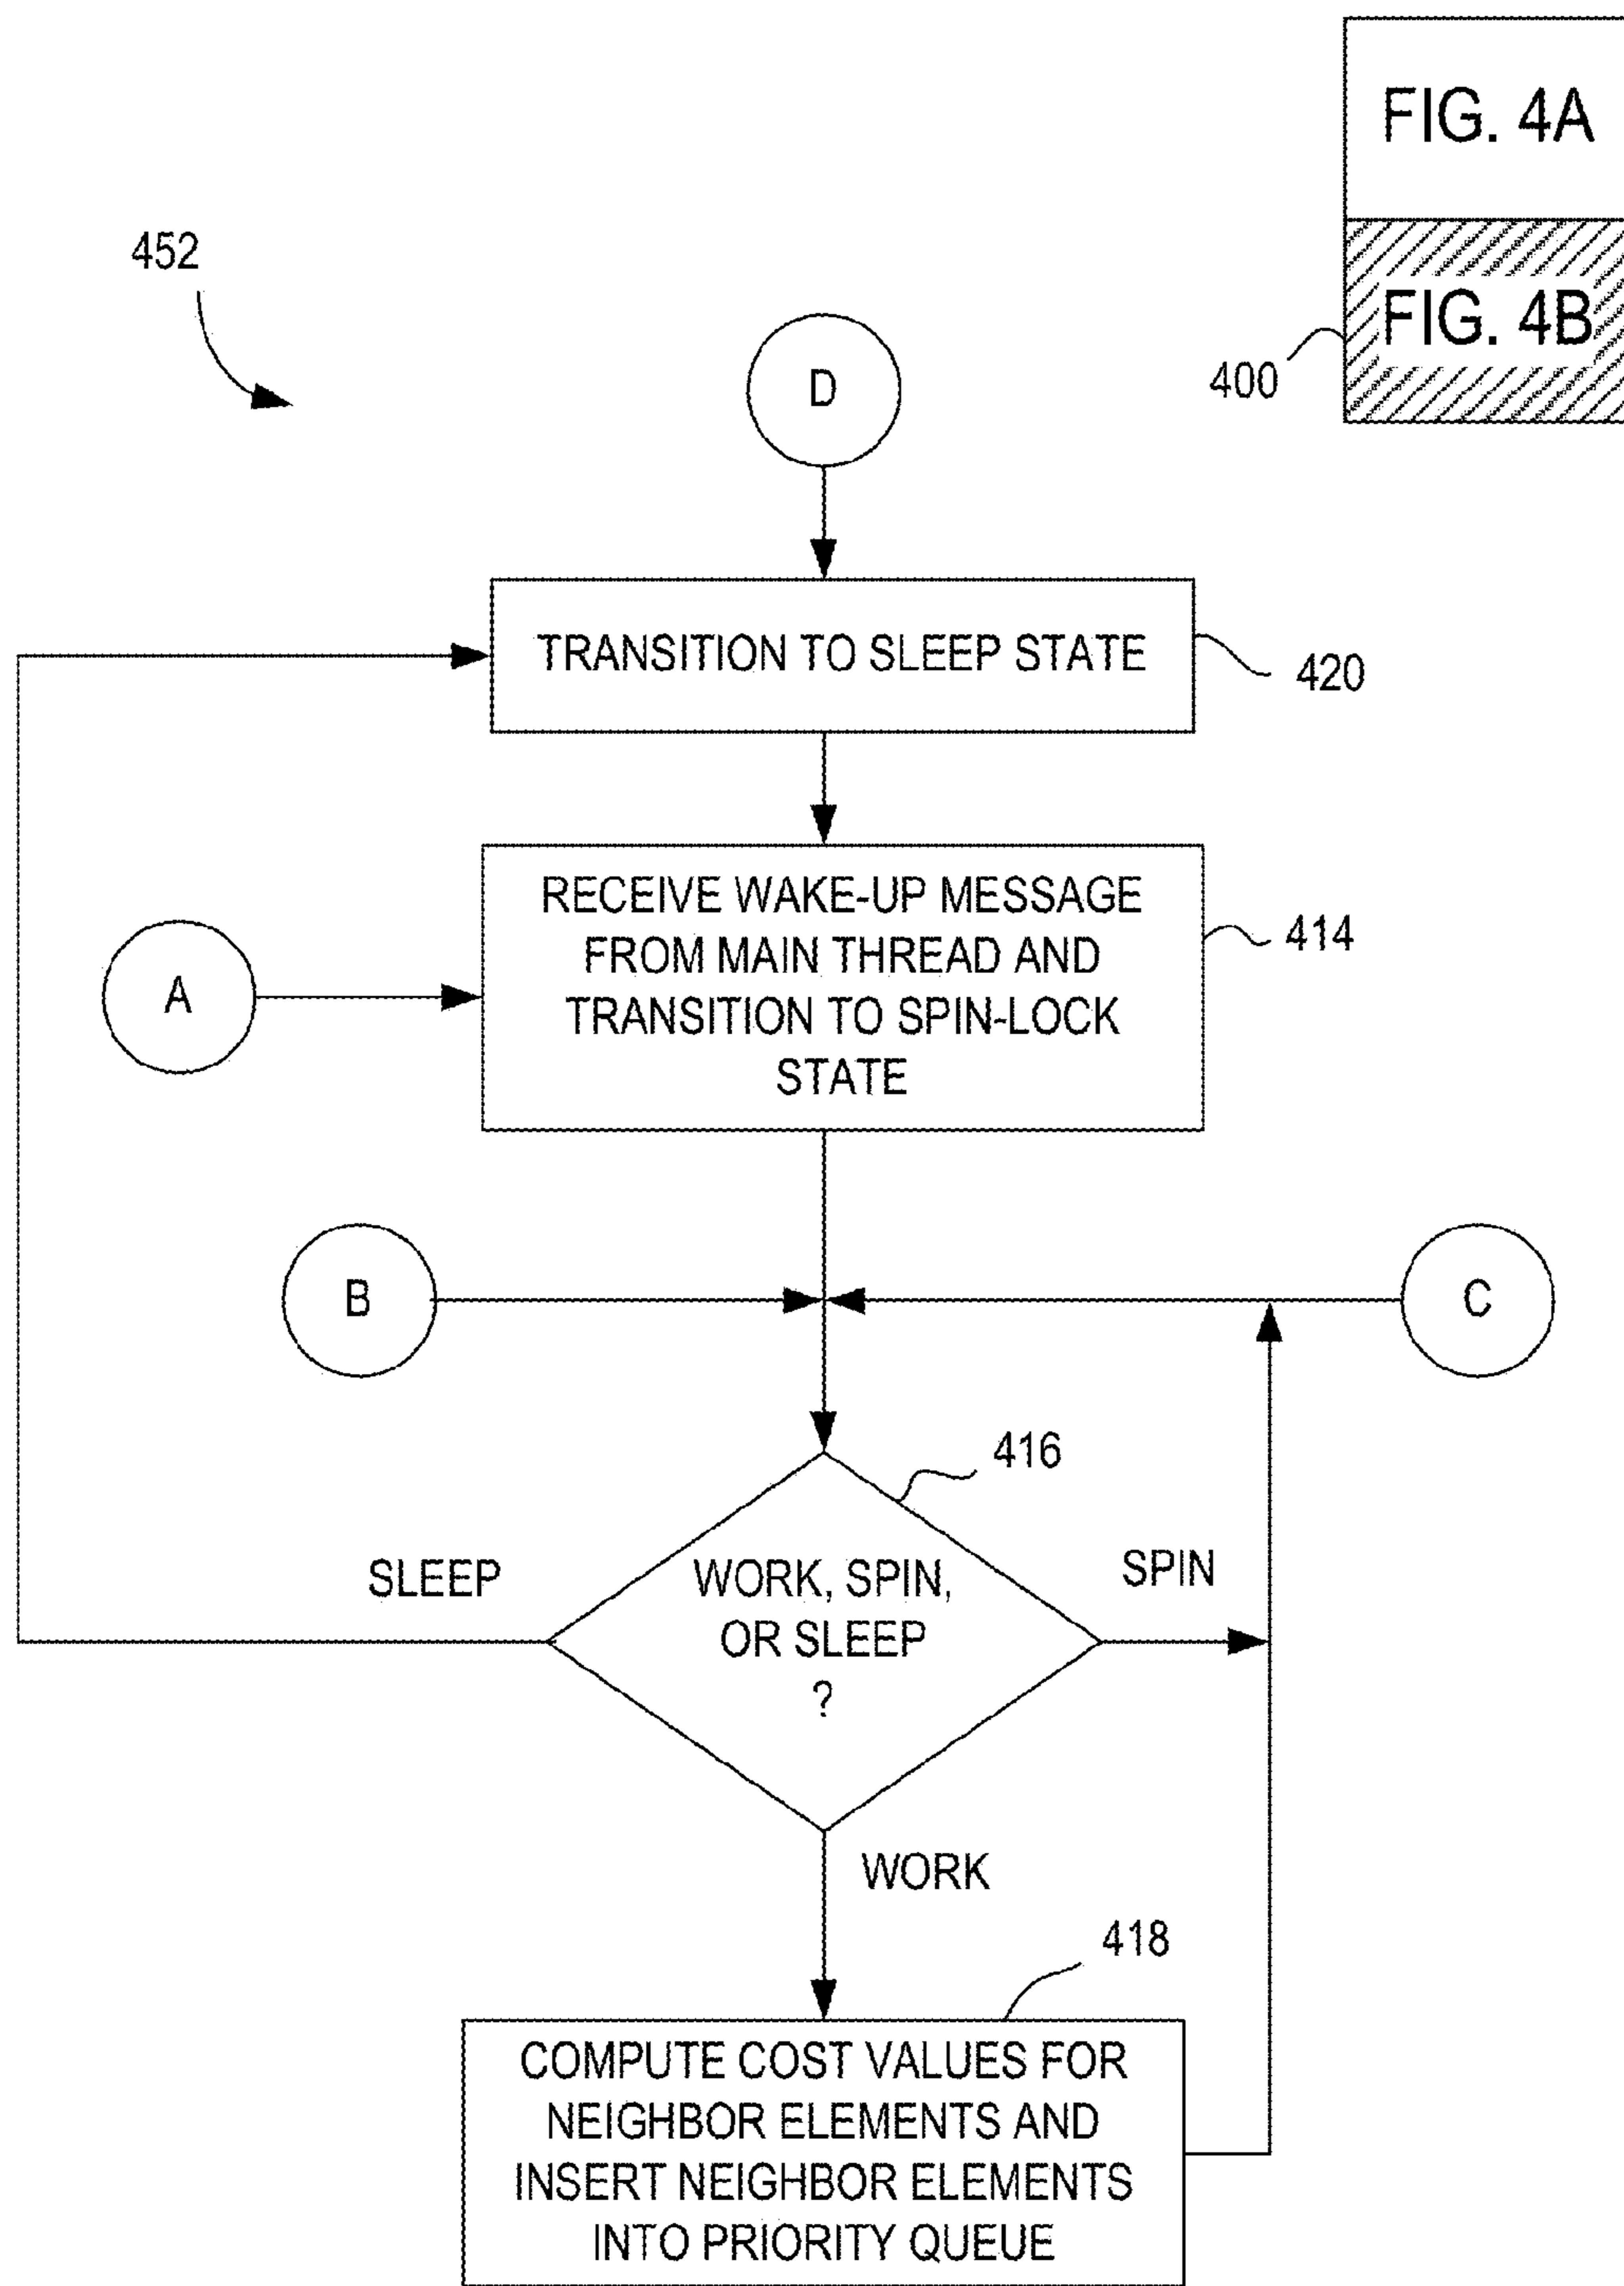 FIG. 4A
452
FIG. 4B
400
D
TRANSITION TO SLEEP STATE
420
RECEIVE WAKE-UP MESSAGE
FROM MAIN THREAD AND
TRANSITION TO SPIN-LOCK
STATE
414
A
B
C
416
SLEEP
WORK, SPIN,
OR SLEEP
?
SPIN
WORK
418
COMPUTE COST VALUES FOR
NEIGHBOR ELEMENTS AND
INSERT NEIGHBOR ELEMENTS
INTO PRIORITY QUEUE